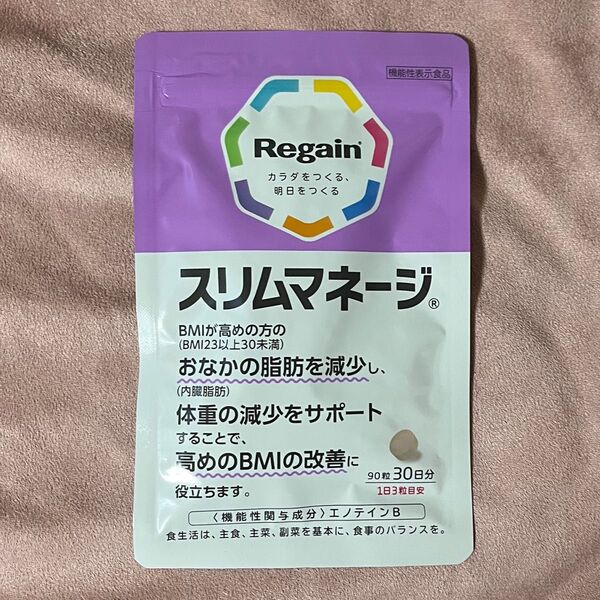 機能性表示食品
Regain®
カラダをつくる、
明日をつくる
スリムマネージ®
BMIが高めの方の
(BMI23以上30未満)
おなかの脂肪を減少し、
(内臓脂肪)
体重の減少をサポート
することで、
高めのBMIの改善に
役立ちます。
90粒 30日分
1日3粒目安
〈機能性関与成分〉エノテインB
食生活は、主食、主菜、副菜を基本に、食事のバランスを。